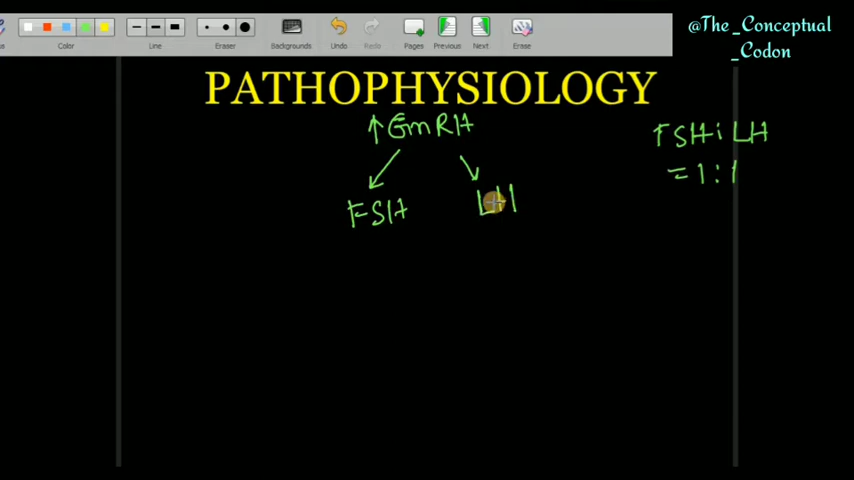 @The_Conceptual
_Codon
Color
Line
Eraser
Backgrounds
Undo
Redo
Pages
Previous
Next
Erase
PATHOPHYSIOLOGY
↑ GnRH
FSH : LH
= 1 : 1
FSH
LH